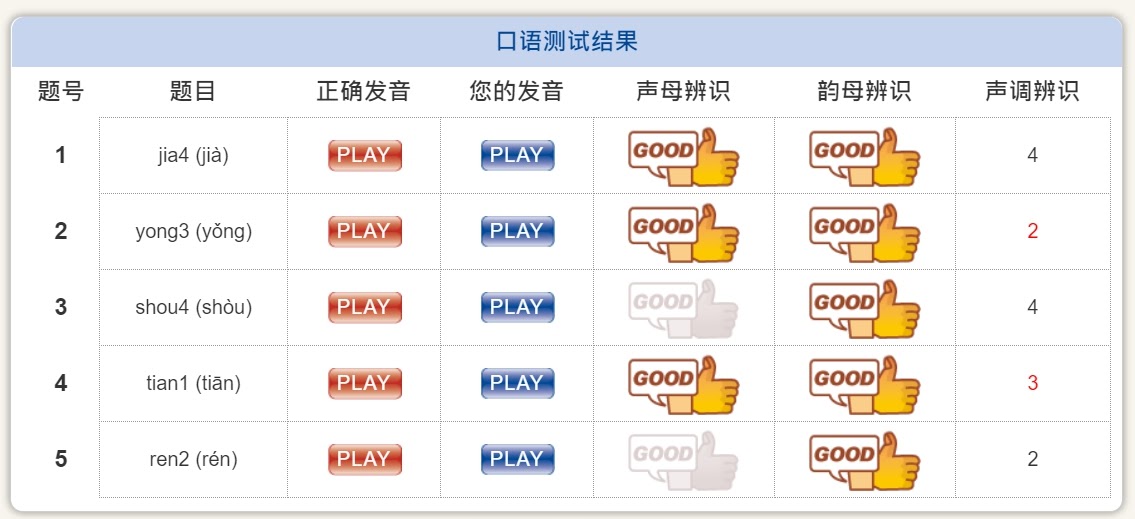 口语测试结果
题号 题目 正确发音 您的发音 声母辨识 韵母辨识 声调辨识
1 jia4 (jià) PLAY PLAY GOOD GOOD 4
2 yong3 (yǒng) PLAY PLAY GOOD GOOD 2
3 shou4 (shòu) PLAY PLAY GOOD GOOD 4
4 tian1 (tiān) PLAY PLAY GOOD GOOD 3
5 ren2 (rén) PLAY PLAY GOOD GOOD 2